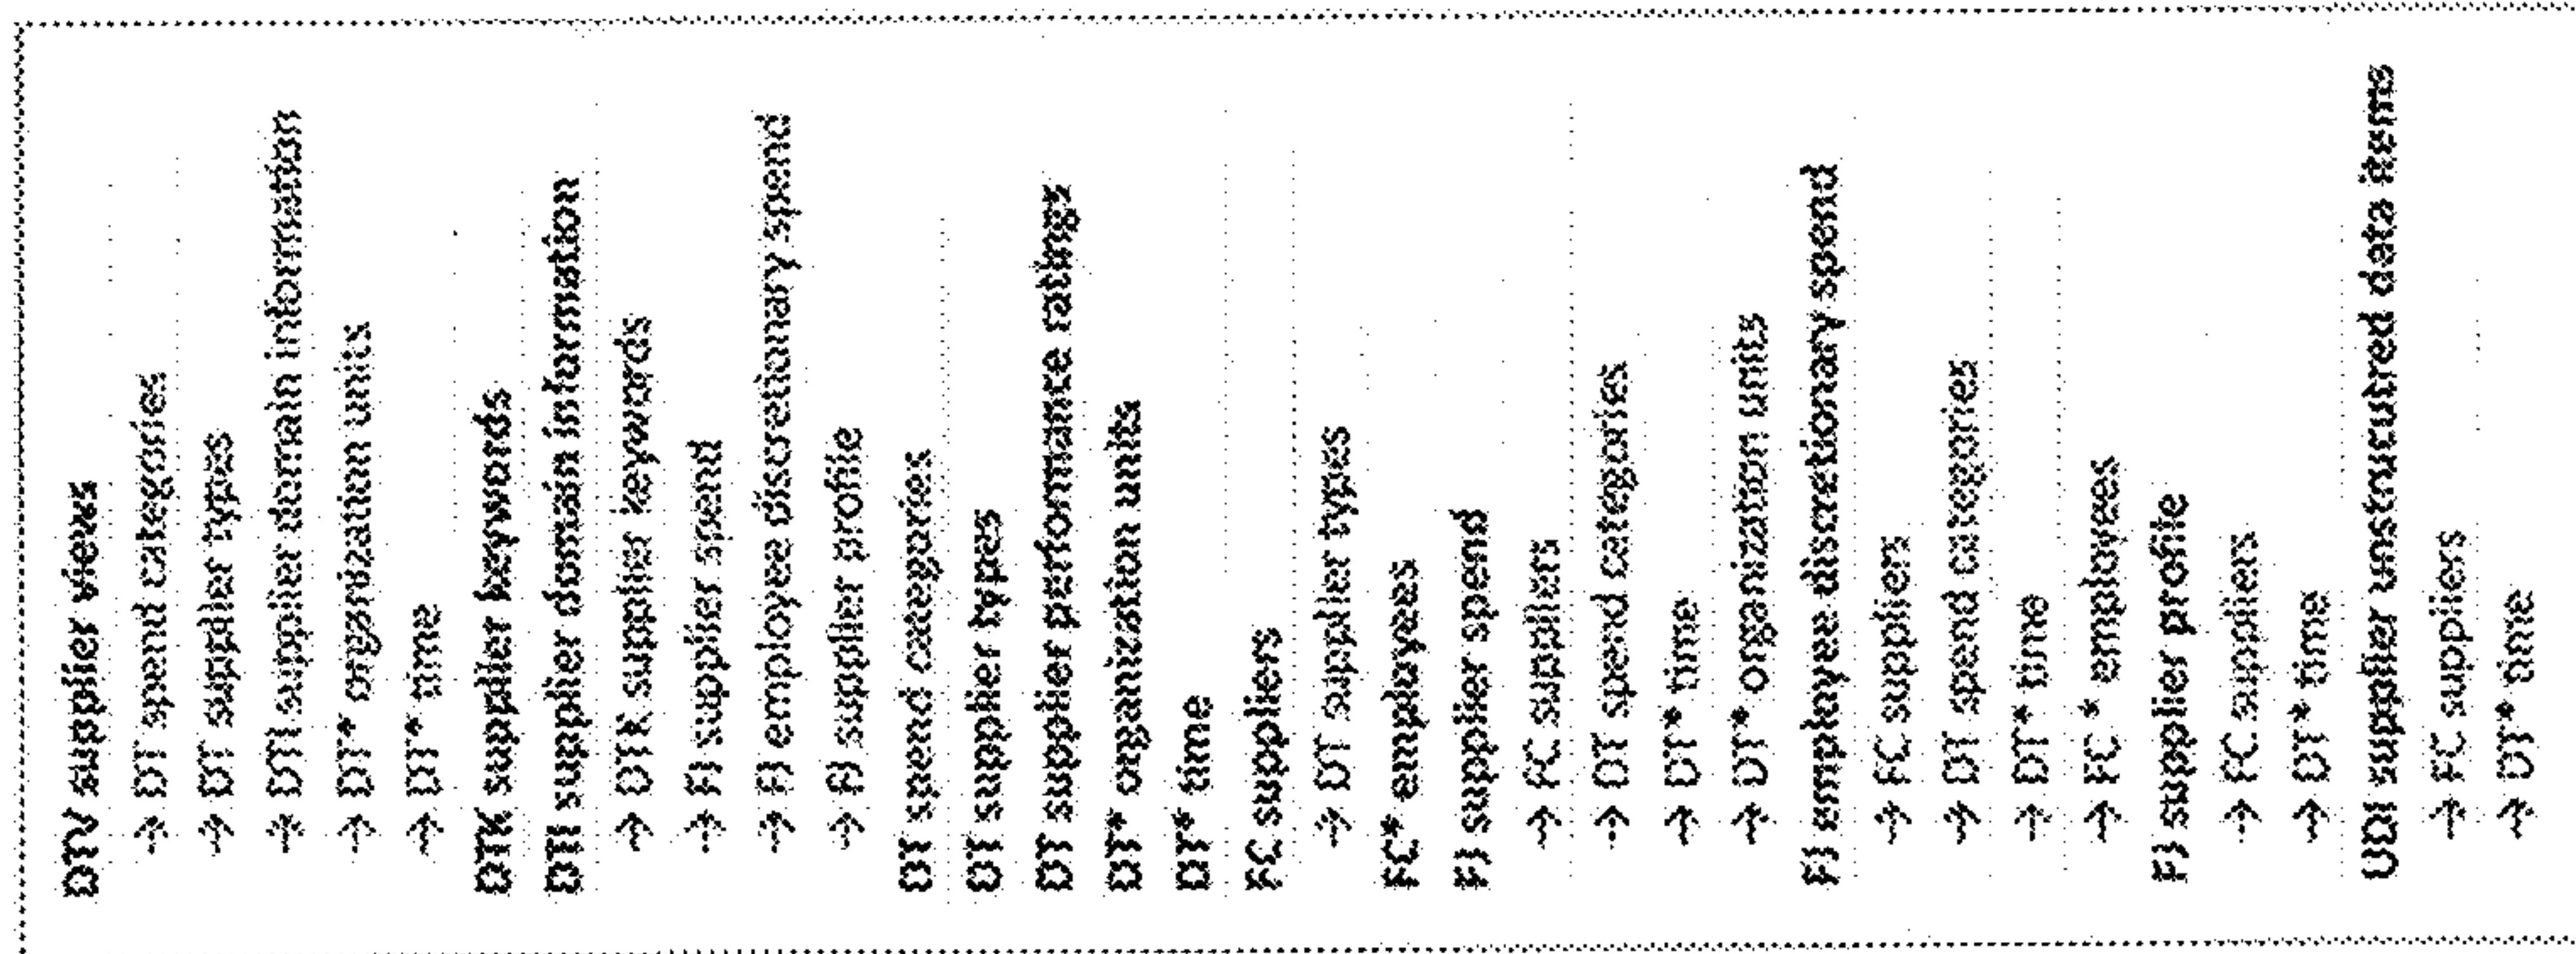 DTV supplier views
→ DT spend categories
→ DT supplier types
→ DTI supplier domain information
→ DT* organization units
→ DT* time
DTK supplier keywords
DTI supplier domain information
→ DTK supplier keywords
→ FJ supplier spend
→ FJ employee discretionary spend
→ FJ supplier profile
DT spend categories
DT supplier types
DT supplier performance ratings
DT* organization units
DT* time
FC suppliers
→ DT supplier types
FC* employees
FJ supplier spend
→ FC suppliers
→ DT spend categories
→ DT* time
→ DT* organization units
FJ employee discretionary spend
→ FC suppliers
→ DT spend categories
→ DT* time
→ FC* employees
FJ supplier profile
→ FC suppliers
→ DT* time
UDI supplier unstrucutred data items
→ FC suppliers
→ DT* time